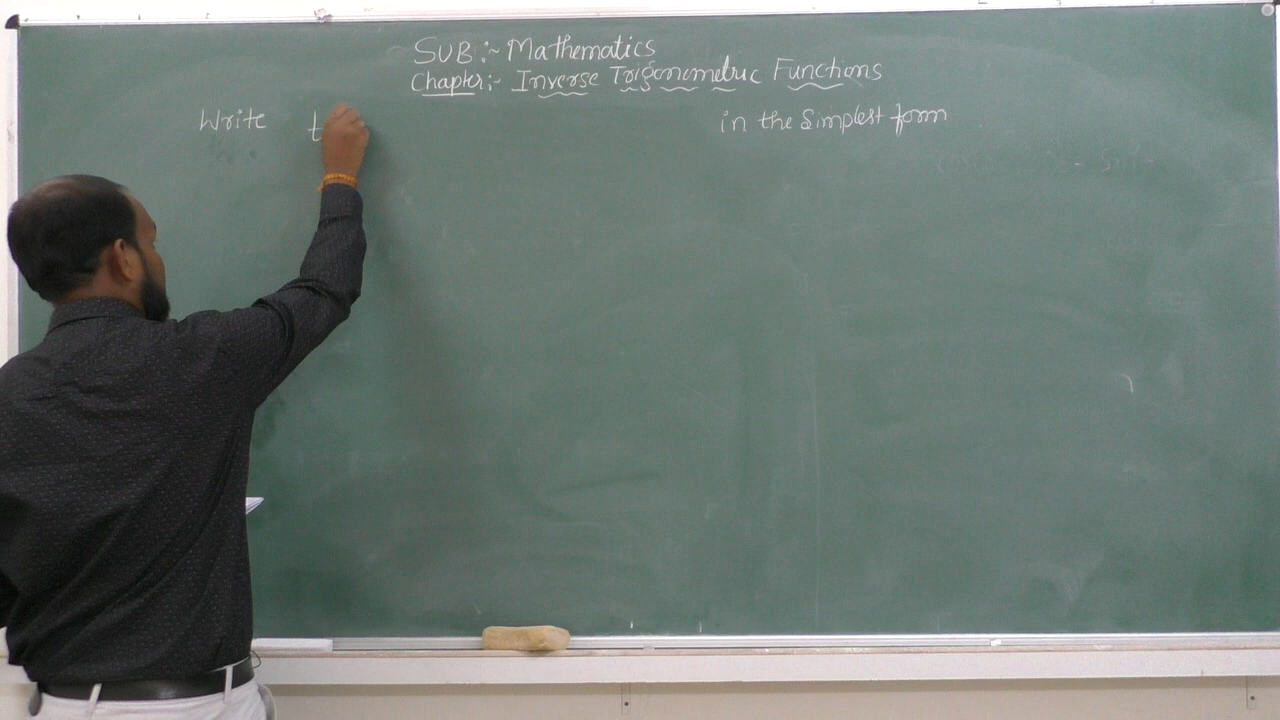 SUB:- Mathematics
Chapter:- Inverse Trigonometric Functions
Write t in the Simplest form